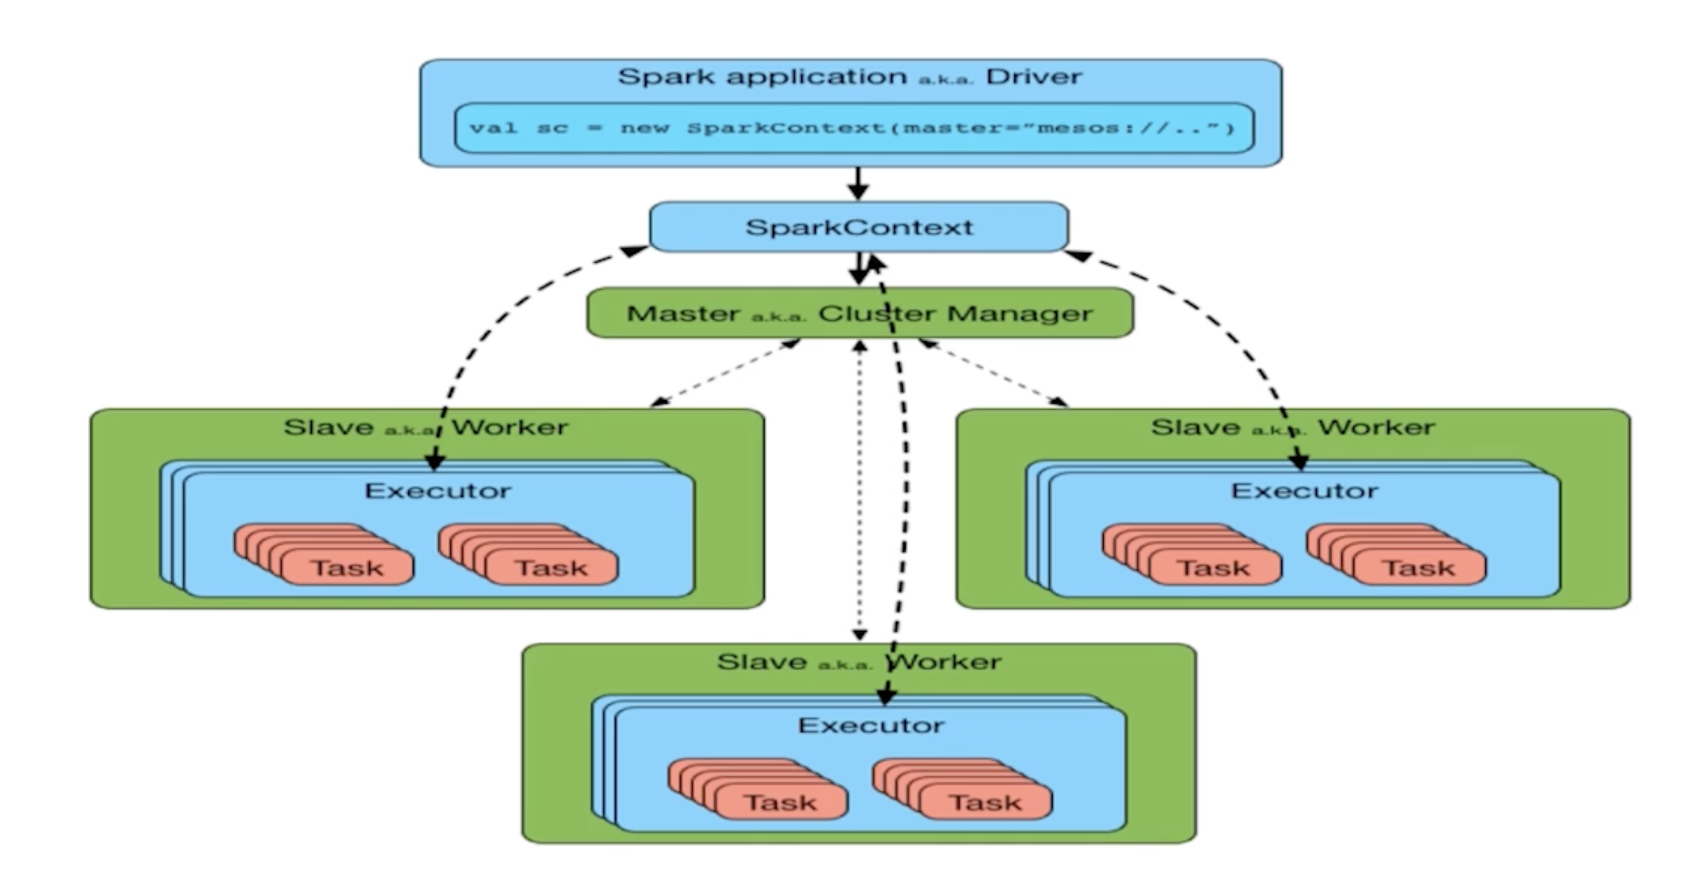 Spark application a.k.a. Driver
val sc = new SparkContext(master="mesos://..")
SparkContext
Master a.k.a. Cluster Manager
Slave a.k.a. Worker
Executor
Task
Task
Slave a.k.a. Worker
Executor
Task
Task
Slave a.k.a. Worker
Executor
Task
Task